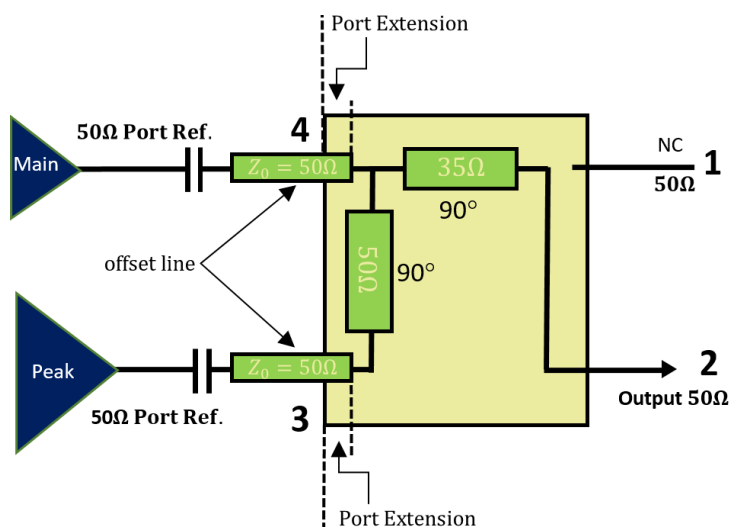 Port Extension
50Ω Port Ref.
4
Main
Z₀ = 50Ω
35Ω
90°
NC
50Ω
1
offset line
50Ω
90°
Peak
Z₀ = 50Ω
50Ω Port Ref.
3
2
Output 50Ω
Port Extension